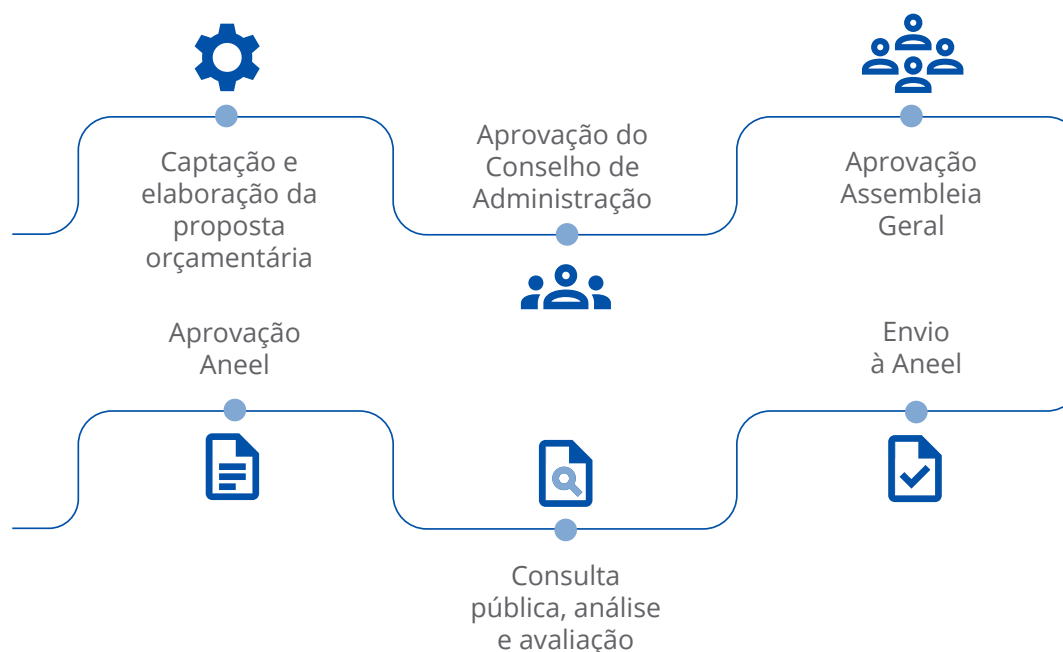 Captação e
elaboração da
proposta
orçamentária
Aprovação do
Conselho de
Administração
Aprovação
Assembleia
Geral
Aprovação
Aneel
Envio
à Aneel
Consulta
pública, análise
e avaliação